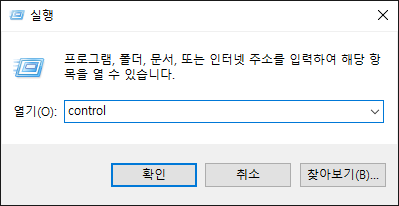 실행
프로그램, 폴더, 문서, 또는 인터넷 주소를 입력하여 해당 항
목을 열 수 있습니다.
열기(O): control
확인 취소 찾아보기(B)...